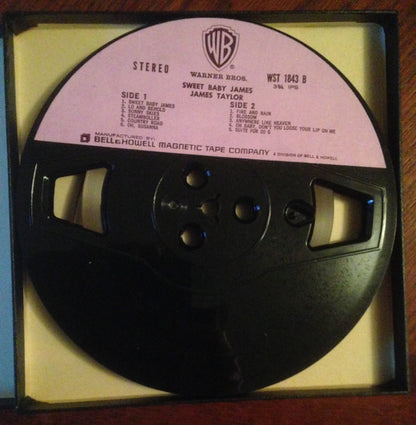 WB
STEREO
WARNER BROS.
WST 1843 B
3¾ IPS
SWEET BABY JAMES
JAMES TAYLOR
SIDE 1
1. SWEET BABY JAMES
2. LO AND BEHOLD
3. SUNNY SKIES
4. STEAMROLLER
5. COUNTRY ROAD
6. OH, SUSANNA
SIDE 2
1. FIRE AND RAIN
2. BLOSSOM
3. ANYWHERE LIKE HEAVEN
4. OH BABY, DON'T YOU LOOSE YOUR LIP ON ME
5. SUITE FOR 20 G
MANUFACTURED BY:
BELL & HOWELL MAGNETIC TAPE COMPANY
A DIVISION OF BELL & HOWELL